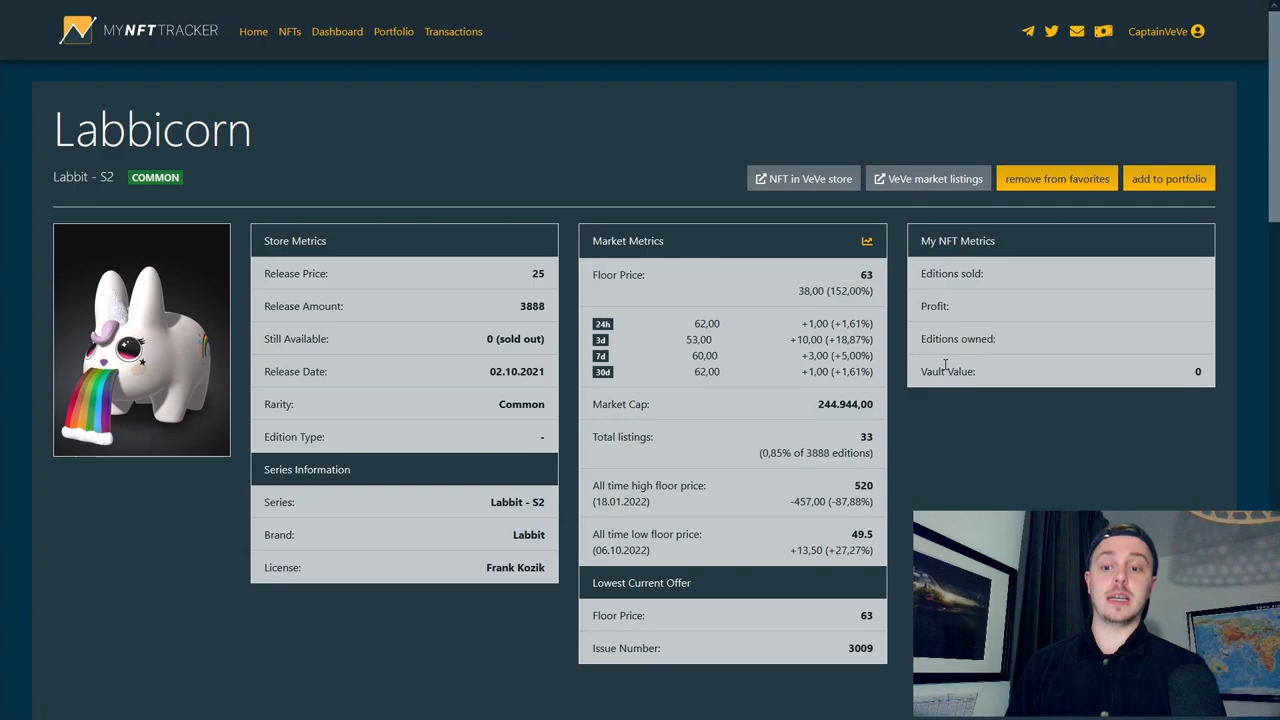 MYNFTTRACKER Home NFTs Dashboard Portfolio Transactions CaptainVeVe
Labbicorn
Labbit - S2 COMMON
NFT in VeVe store VeVe market listings remove from favorites add to portfolio
Store Metrics
Release Price: 25
Release Amount: 3888
Still Available: 0 (sold out)
Release Date: 02.10.2021
Rarity: Common
Edition Type: -
Series Information
Series: Labbit - S2
Brand: Labbit
License: Frank Kozik
Market Metrics
Floor Price: 63
38,00 (152,00%)
24h 62,00 +1,00 (+1,61%)
3d 53,00 +10,00 (+18,87%)
7d 60,00 +3,00 (+5,00%)
30d 62,00 +1,00 (+1,61%)
Market Cap: 244.944,00
Total listings: 33
(0,85% of 3888 editions)
All time high floor price: 520
(18.01.2022) -457,00 (-87,88%)
All time low floor price: 49.5
(06.10.2022) +13,50 (+27,27%)
Lowest Current Offer
Floor Price: 63
Issue Number: 3009
My NFT Metrics
Editions sold:
Profit:
Editions owned:
Vault Value: 0